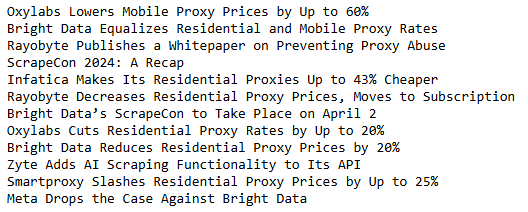 Oxylabs Lowers Mobile Proxy Prices by Up to 60%
Bright Data Equalizes Residential and Mobile Proxy Rates
Rayobyte Publishes a Whitepaper on Preventing Proxy Abuse
ScrapeCon 2024: A Recap
Infatica Makes Its Residential Proxies Up to 43% Cheaper
Rayobyte Decreases Residential Proxy Prices, Moves to Subscription
Bright Data’s ScrapeCon to Take Place on April 2
Oxylabs Cuts Residential Proxy Rates by Up to 20%
Bright Data Reduces Residential Proxy Prices by 20%
Zyte Adds AI Scraping Functionality to Its API
Smartproxy Slashes Residential Proxy Prices by Up to 25%
Meta Drops the Case Against Bright Data